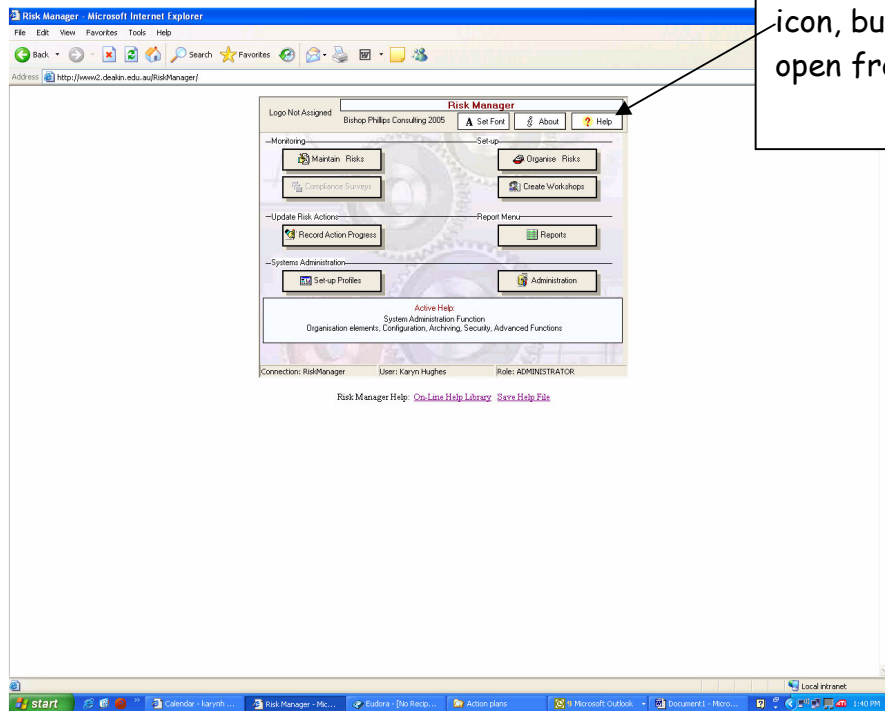 Risk Manager - Microsoft Internet Explorer
File Edit View Favorites Tools Help
Back Search Favorites
Address http://www2.deakin.edu.au/RiskManager/
icon, bu
open fro
Logo Not Assigned
Risk Manager
Bishop Phillips Consulting 2005 A Set Font About ? Help
Monitoring Set-up
Maintain Risks Organise Risks
Compliance Surveys Create Workshops
Update Risk Actions Report Menu
Record Action Progress Reports
Systems Administration
Set-up Profiles Administration
Active Help:
System Administration Function
Organisation elements, Configuration, Archiving, Security, Advanced Functions
Connection: RiskManager User: Karyn Hughes Role: ADMINISTRATOR
Risk Manager Help: On-Line Help Library Save Help File
Local intranet
start Calendar - karynh ... Risk Manager - Mic... Eudora - [No Recip... Action plans 9 Microsoft Outlook Document1 - Micro... 1:40 PM